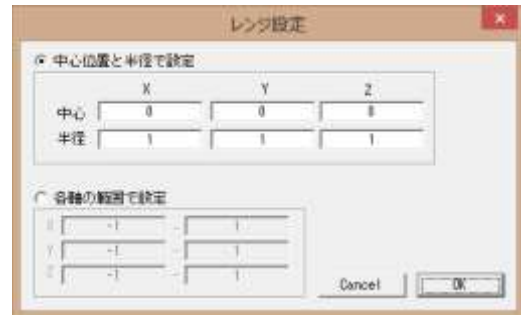 レンジ設定
中心位置と半径で設定
X Y Z
中心 0 0 0
半径 1 1 1
各軸の範囲で設定
X -1 - 1
Y -1 - 1
Z -1 - 1
Cancel OK